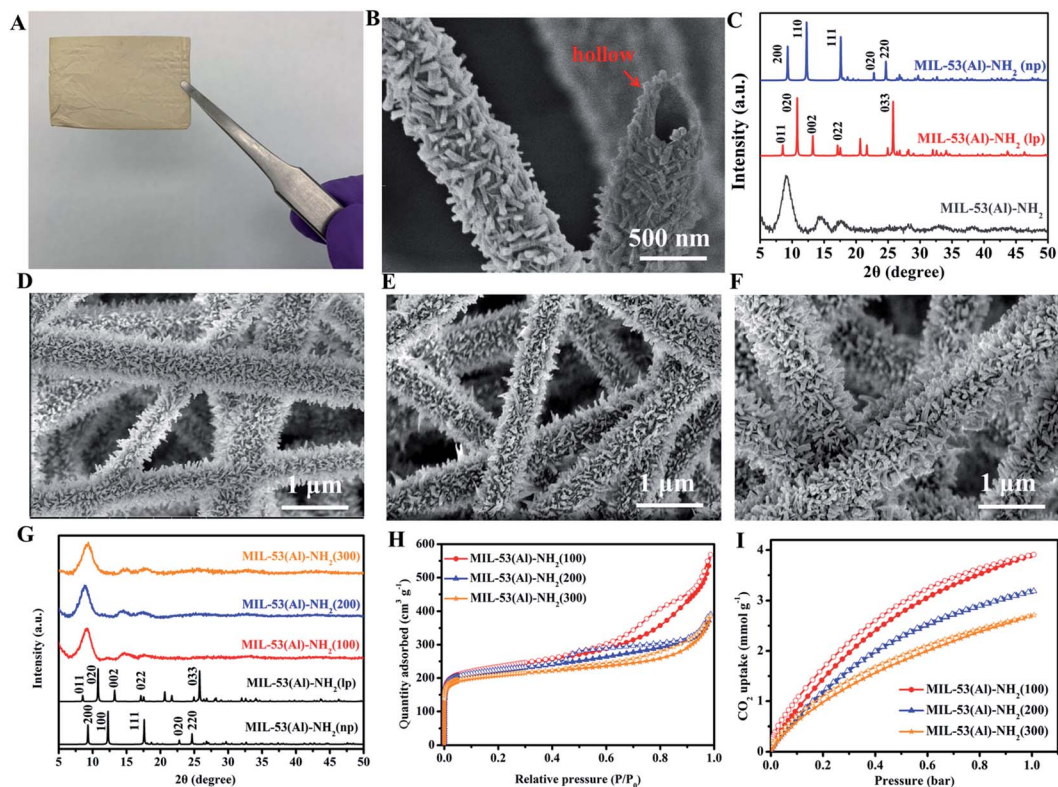 A
B
hollow
500 nm
C
Intensity (a.u.)
200
110
111
020
220
MIL-53(Al)-NH₂ (np)
011
020
002
022
033
MIL-53(Al)-NH₂ (lp)
MIL-53(Al)-NH₂
5 10 15 20 25 30 35 40 45 50
2θ (degree)
D
1 μm
E
1 μm
F
1 μm
G
Intensity (a.u.)
MIL-53(Al)-NH₂(300)
MIL-53(Al)-NH₂(200)
MIL-53(Al)-NH₂(100)
011
020
002
022
033
MIL-53(Al)-NH₂(lp)
200
100
111
020
220
MIL-53(Al)-NH₂(np)
5 10 15 20 25 30 35 40 45 50
2θ (degree)
H
Quantity adsorbed (cm³ g⁻¹)
600
500
400
300
200
100
0
MIL-53(Al)-NH₂(100)
MIL-53(Al)-NH₂(200)
MIL-53(Al)-NH₂(300)
0.0 0.2 0.4 0.6 0.8 1.0
Relative pressure (P/P₀)
I
CO₂ uptake (mmol g⁻¹)
4
3
2
1
0
MIL-53(Al)-NH₂(100)
MIL-53(Al)-NH₂(200)
MIL-53(Al)-NH₂(300)
0.0 0.2 0.4 0.6 0.8 1.0
Pressure (bar)